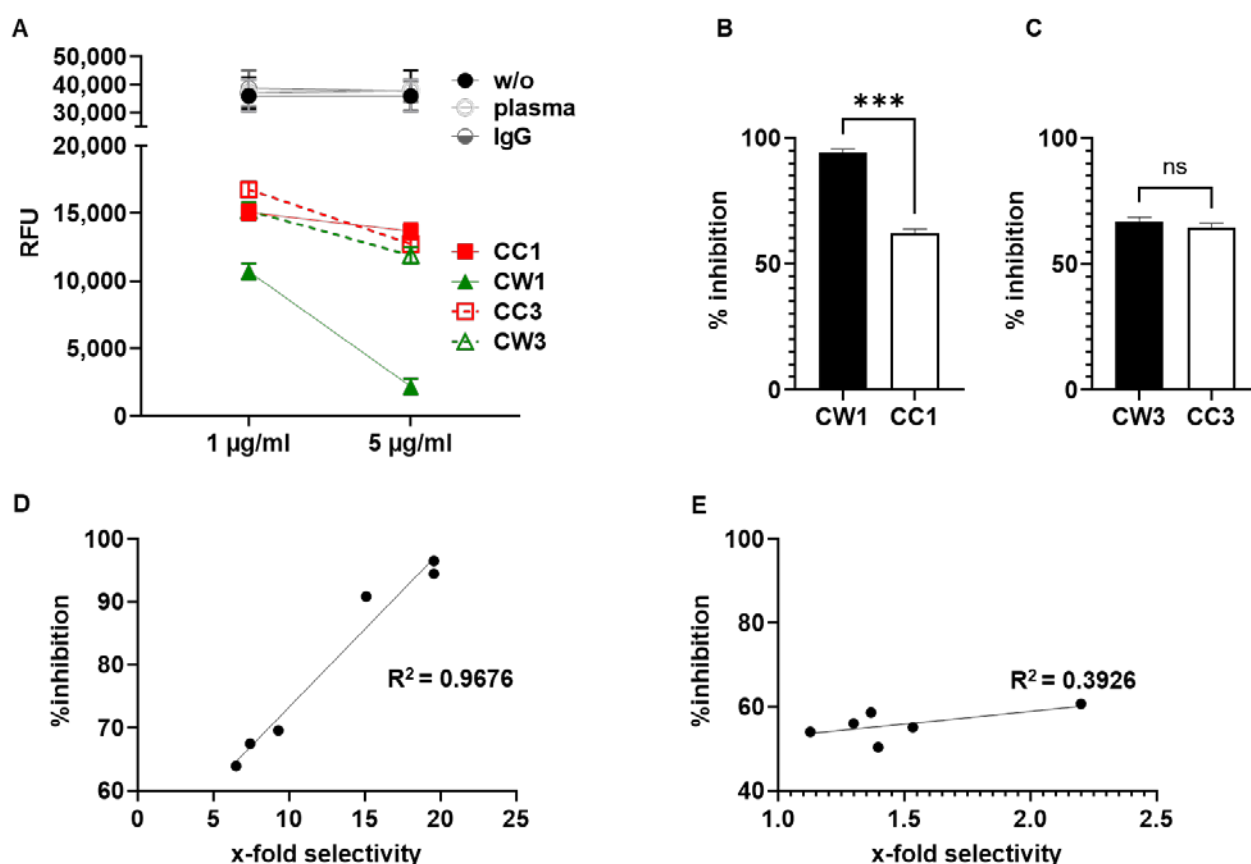 A
50,000
40,000
30,000
20,000
15,000
10,000
5,000
0
RFU
1 µg/ml
5 µg/ml
w/o
plasma
IgG
CC1
CW1
CC3
CW3
B
***
100
50
0
% inhibition
CW1
CC1
C
ns
100
50
0
% inhibition
CW3
CC3
D
100
90
80
70
60
%inhibition
R² = 0.9676
0
5
10
15
20
25
x-fold selectivity
E
100
80
60
40
%inhibition
R² = 0.3926
1.0
1.5
2.0
2.5
x-fold selectivity